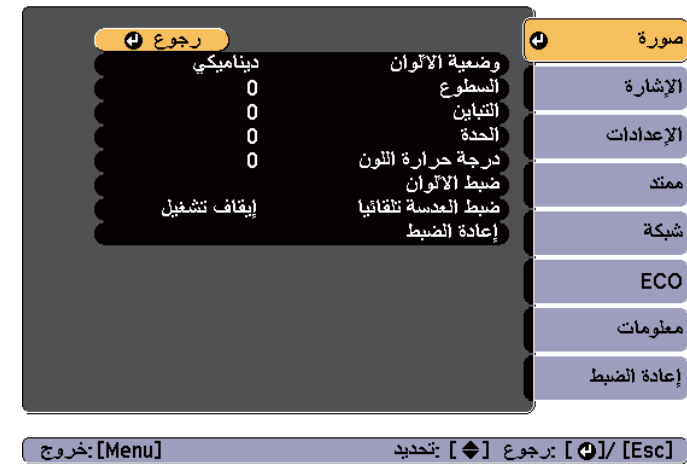 صورة
الإشارة
الإعدادات
ممتد
شبكة
ECO
معلومات
إعادة الضبط
رجوع
وضعية الألوان ديناميكي
السطوع 0
التباين 0
الحدة 0
درجة حرارة اللون 0
ضبط الألوان
ضبط العدسة تلقائيا إيقاف تشغيل
إعادة الضبط
[Esc] /[ ] :رجوع [ ] :تحديد [Menu] :خروج